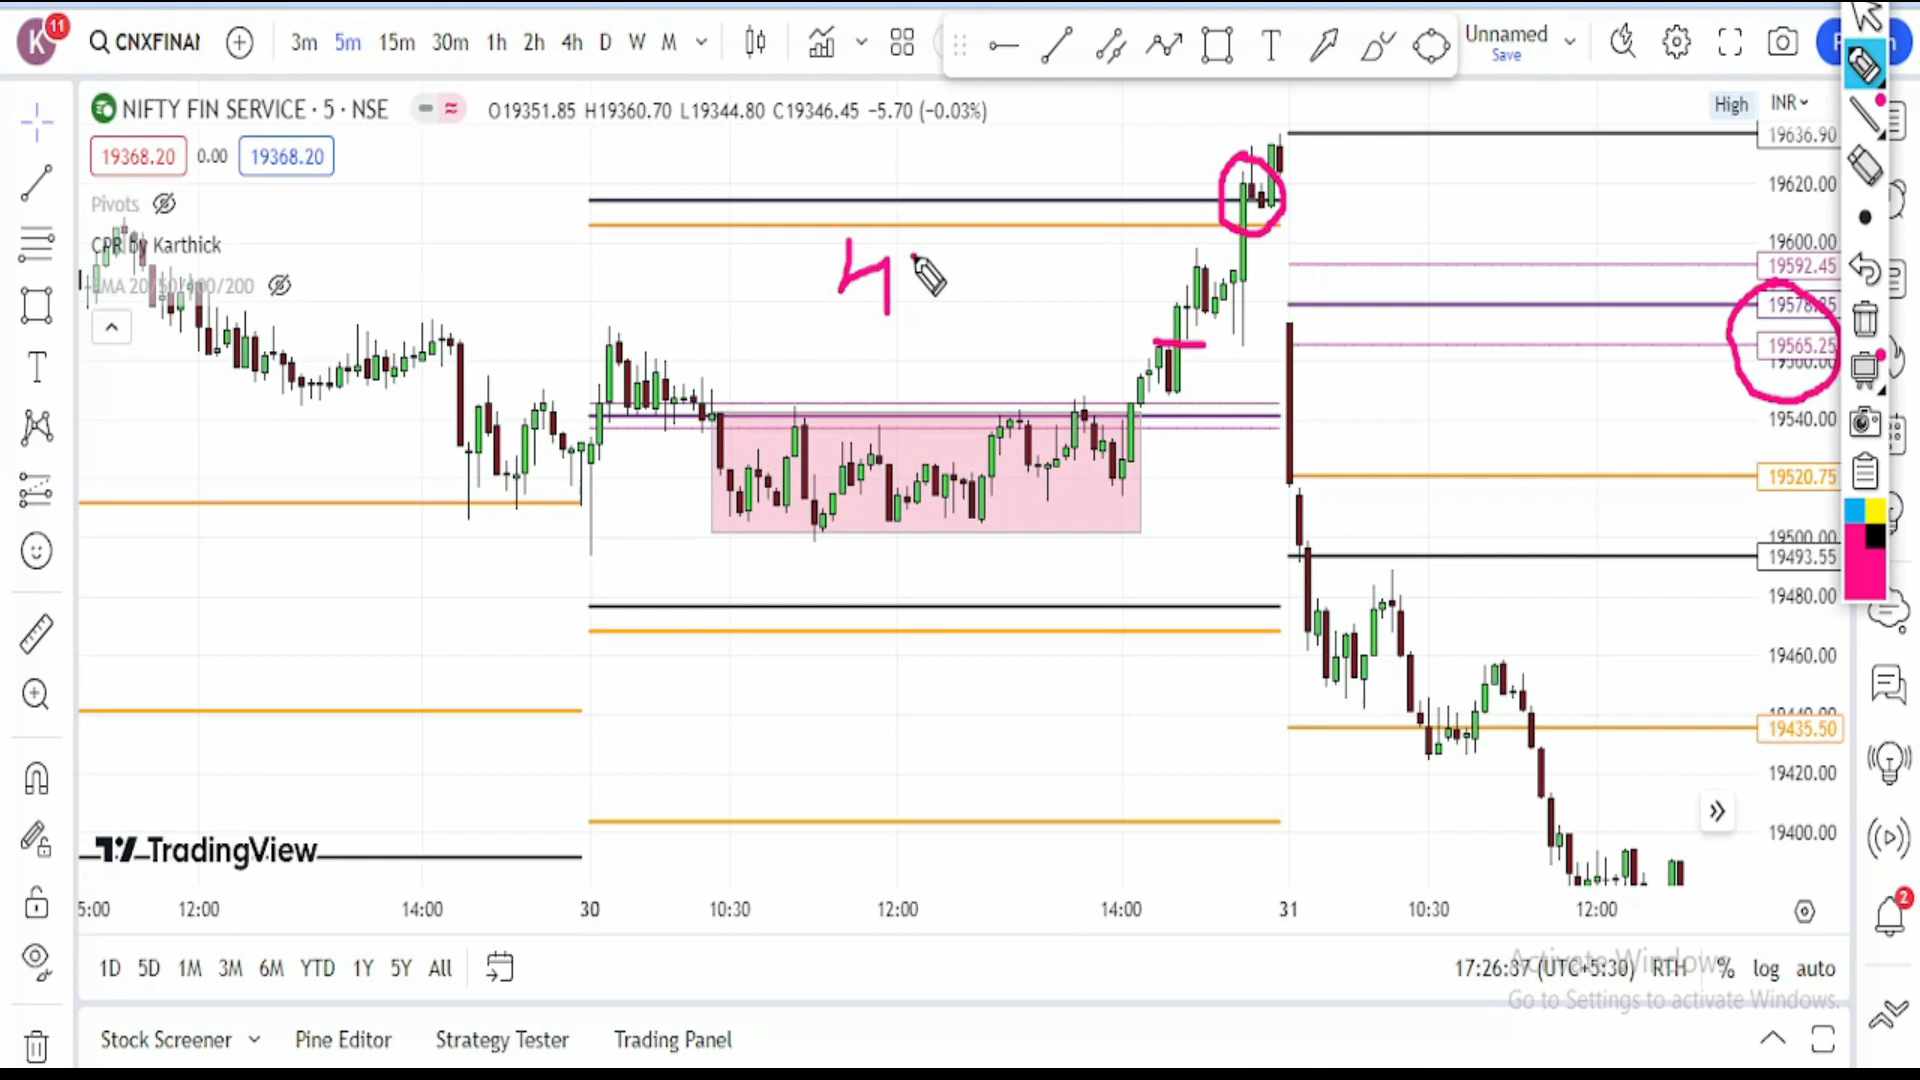 K 11 CNXFINAN 3m 5m 15m 30m 1h 2h 4h D W M Unnamed
Save
NIFTY FIN SERVICE · 5 · NSE O19351.85 H19360.70 L19344.80 C19346.45 −5.70 (−0.03%) High INR
19368.20 0.00 19368.20
Pivots
CPR by Karthick
19636.90
19620.00
19600.00
19592.45
19565.25
19540.00
19520.75
19500.00
19493.55
19480.00
19460.00
19435.50
19420.00
19400.00
4
TradingView
12:00 14:00 30 10:30 12:00 14:00 31 10:30 12:00
1D 5D 1M 3M 6M YTD 1Y 5Y All 17:26:37 (UTC+5:30) RTH % log auto
Activate Windows
Go to Settings to activate Windows.
Stock Screener Pine Editor Strategy Tester Trading Panel
2